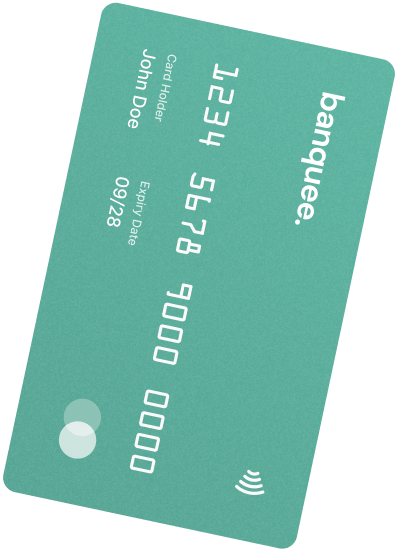 banquee.
1234 5678 9000 0000
Card Holder
John Doe
Expiry Date
09/28